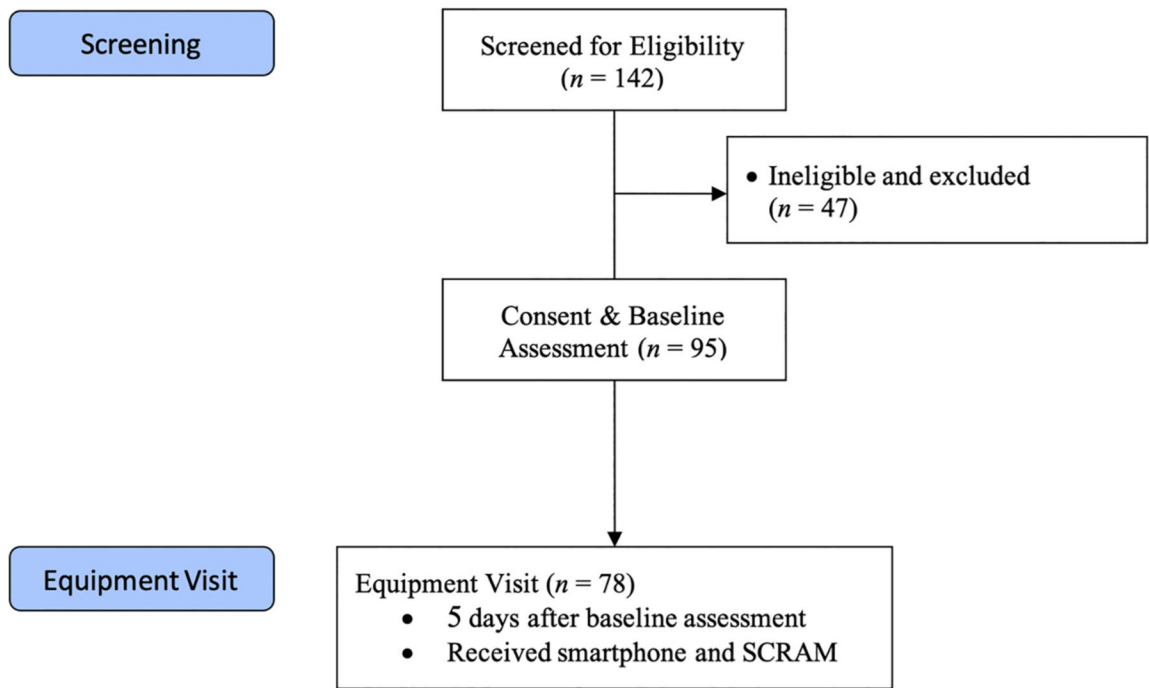 Screening
Screened for Eligibility
(n = 142)
• Ineligible and excluded
(n = 47)
Consent & Baseline
Assessment (n = 95)
Equipment Visit
Equipment Visit (n = 78)
• 5 days after baseline assessment
• Received smartphone and SCRAM